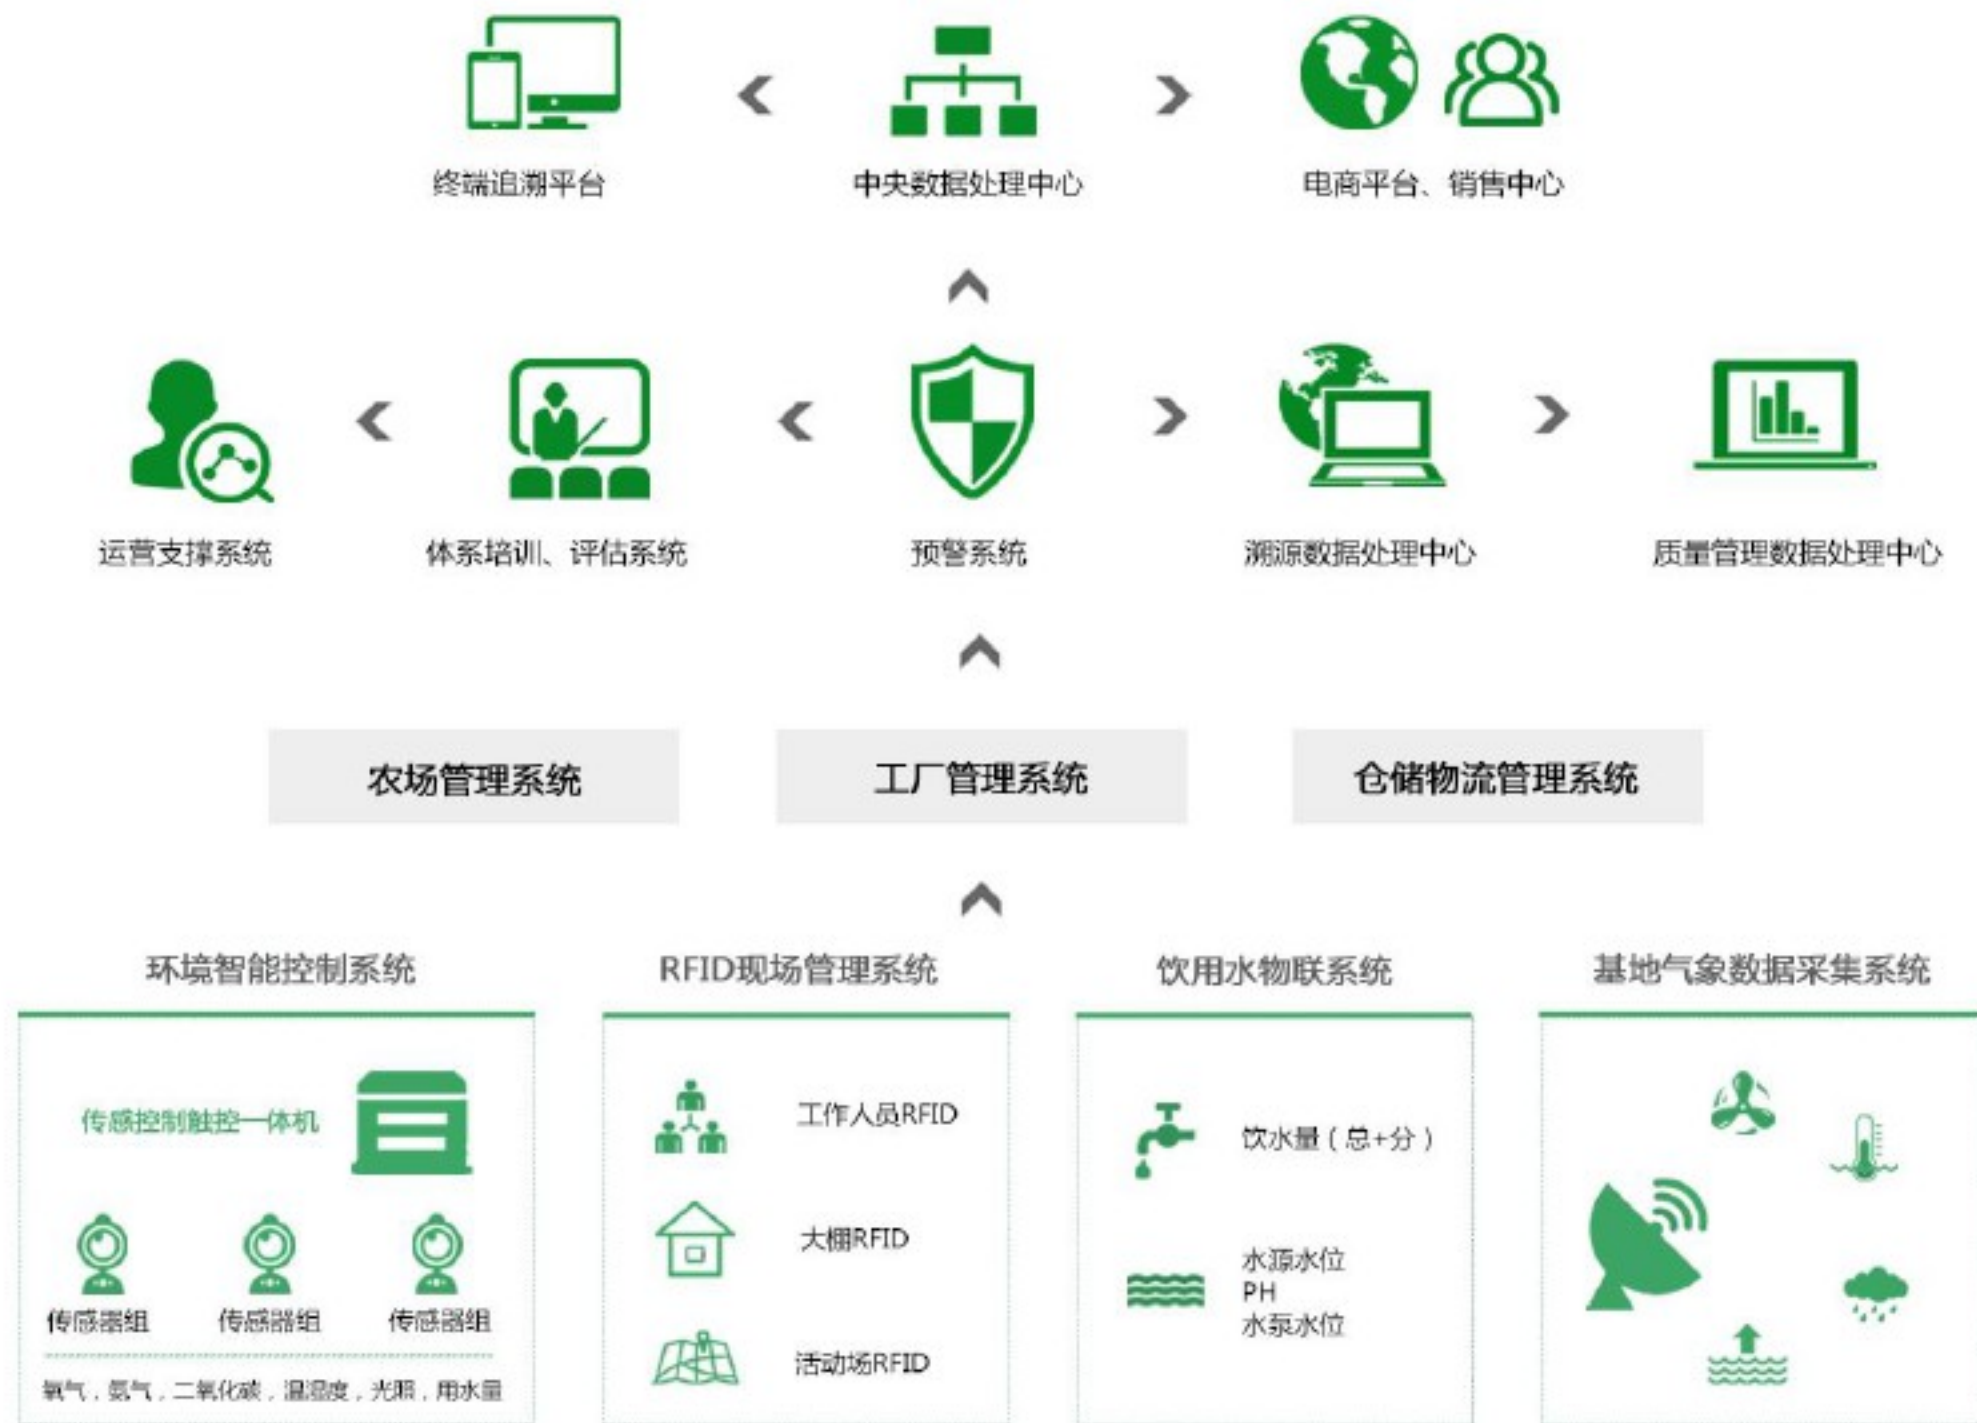 终端追溯平台
中央数据处理中心
电商平台、销售中心
运营支撑系统
体系培训、评估系统
预警系统
溯源数据处理中心
质量管理数据处理中心
农场管理系统
工厂管理系统
仓储物流管理系统
环境智能控制系统
RFID现场管理系统
饮用水物联系统
基地气象数据采集系统
传感控制触控一体机
传感器组
传感器组
传感器组
氧气，氨气，二氧化碳，温湿度，光照，用水量
工作人员RFID
大棚RFID
活动场RFID
饮水量（总+分）
水源水位
PH
水泵水位